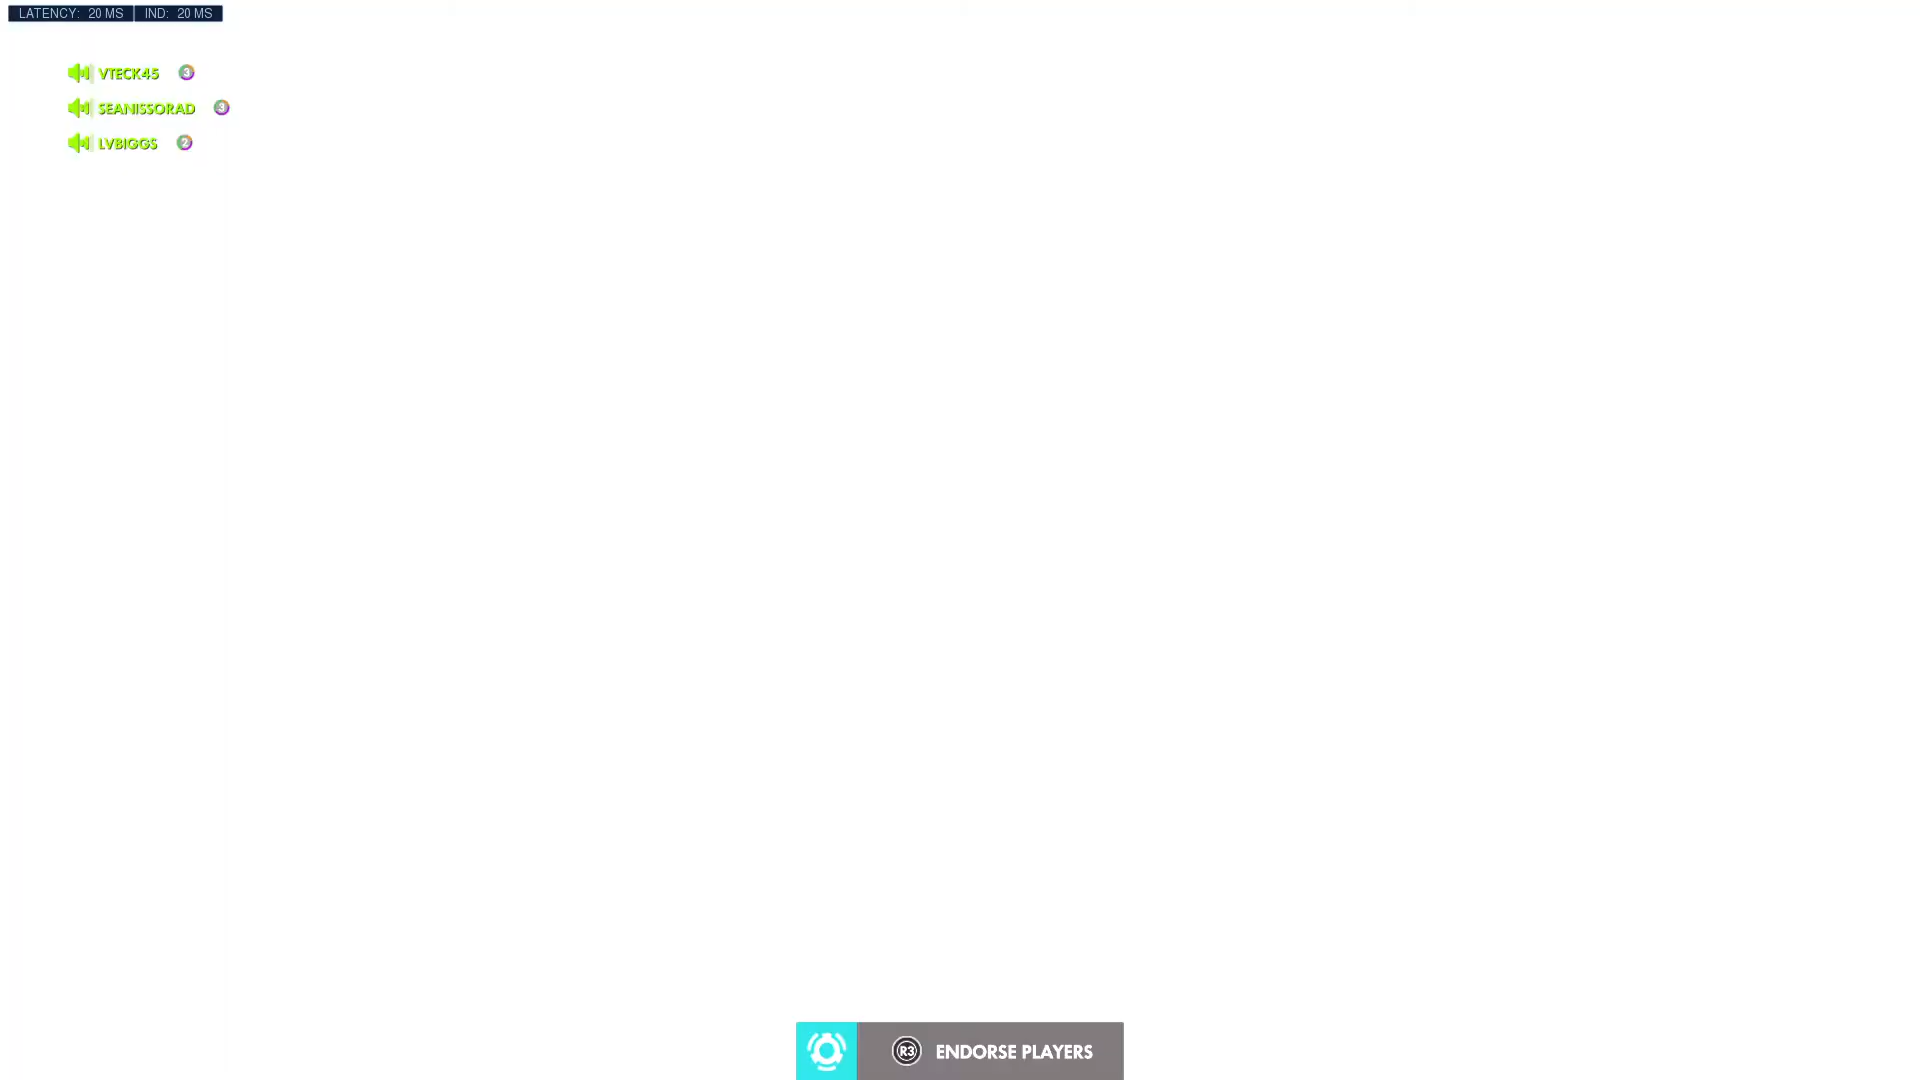 LATENCY: 20 MS IND: 20 MS
VTECK45 3
SEANISSORAD 3
LVBIGGS 2
R3 ENDORSE PLAYERS